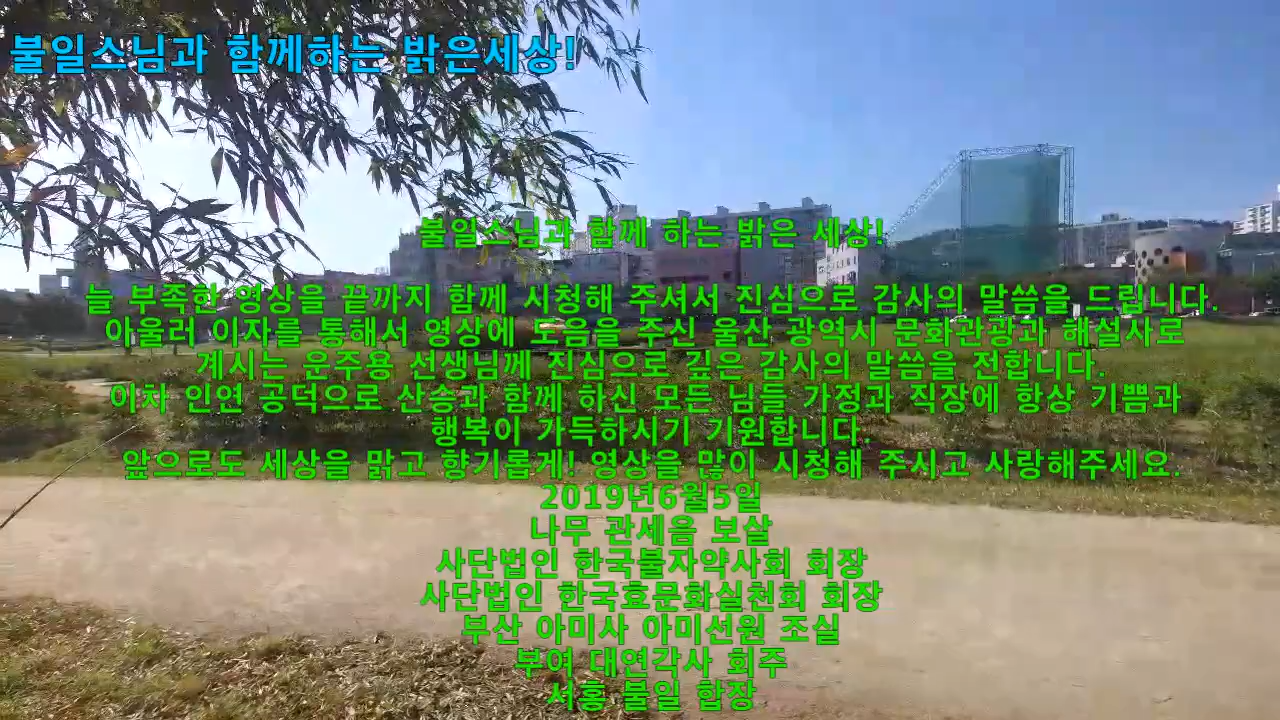 불일스님과 함께하는 밝은세상!
불일스님과 함께 하는 밝은 세상!
늘 부족한 영상을 끝까지 함께 시청해 주셔서 진심으로 감사의 말씀을 드립니다.
아울러 이자를 통해서 영상에 도음을 주신 울산 광역시 문화관광과 해설사로
계시는 운주용 선생님께 진심으로 깊은 감사의 말씀을 전합니다.
이차 인연 공덕으로 산승과 함께 하신 모든 님들 가정과 직장에 항상 기쁨과
행복이 가득하시기 기원합니다.
앞으로도 세상을 맑고 향기롭게! 영상을 많이 시청해 주시고 사랑해주세요.
2019년6월5일
나무 관세음 보살
사단법인 한국불자약사회 회장
사단법인 한국효문화실천회 회장
부산 아미사 아미선원 조실
부여 대연각사 회주
서홍 불일 합장